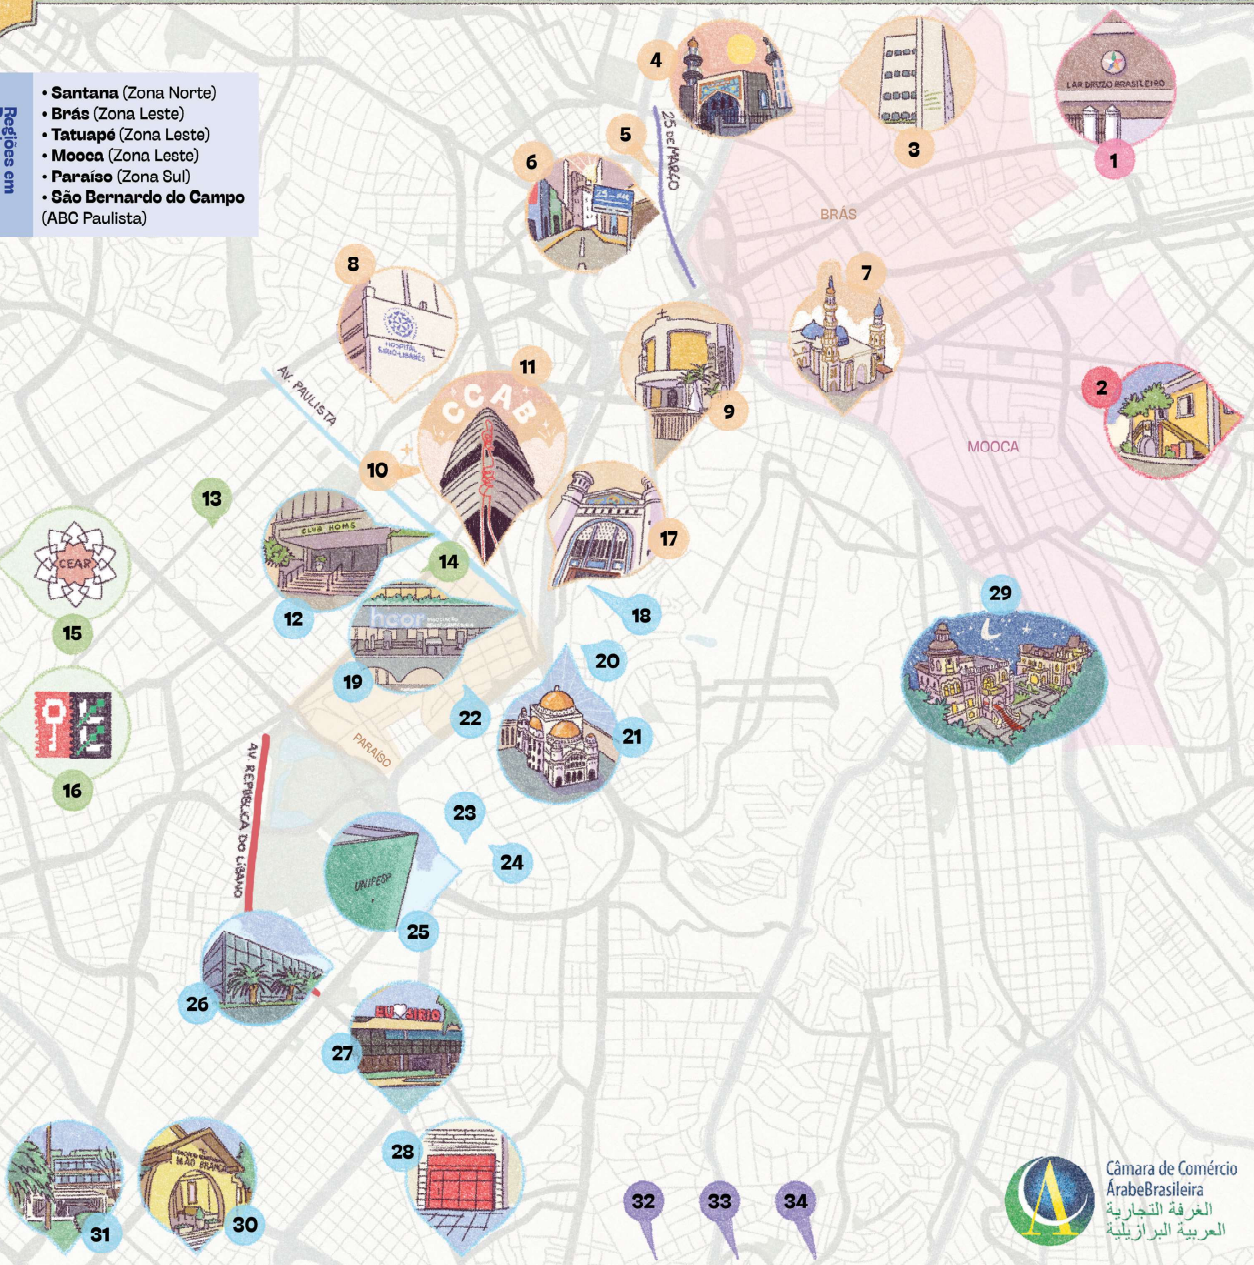 Regiões em
• Santana (Zona Norte)
• Brás (Zona Leste)
• Tatuapé (Zona Leste)
• Mooca (Zona Leste)
• Paraíso (Zona Sul)
• São Bernardo do Campo
(ABC Paulista)
4
3
LAR DRUZO BRASILEIRO
1
5
25 DE MARÇO
6
BRÁS
8
7
HOSPITAL
SÍRIO-LIBANÊS
11
CCAB
AV. PAULISTA
9
2
MOOCA
10
13
CLUB HOMS
17
CEAR
14
12
hcor
18
29
15
19
20
22
21
PARAÍSO
AV. REPÚBLICA DO LÍBANO
16
23
24
UNIFESP
25
26
27
28
MÃO BRANCA
30
31
32
33
34
Câmara de Comércio
ÁrabeBrasileira
الغرفة التجارية
العربية البرازيلية